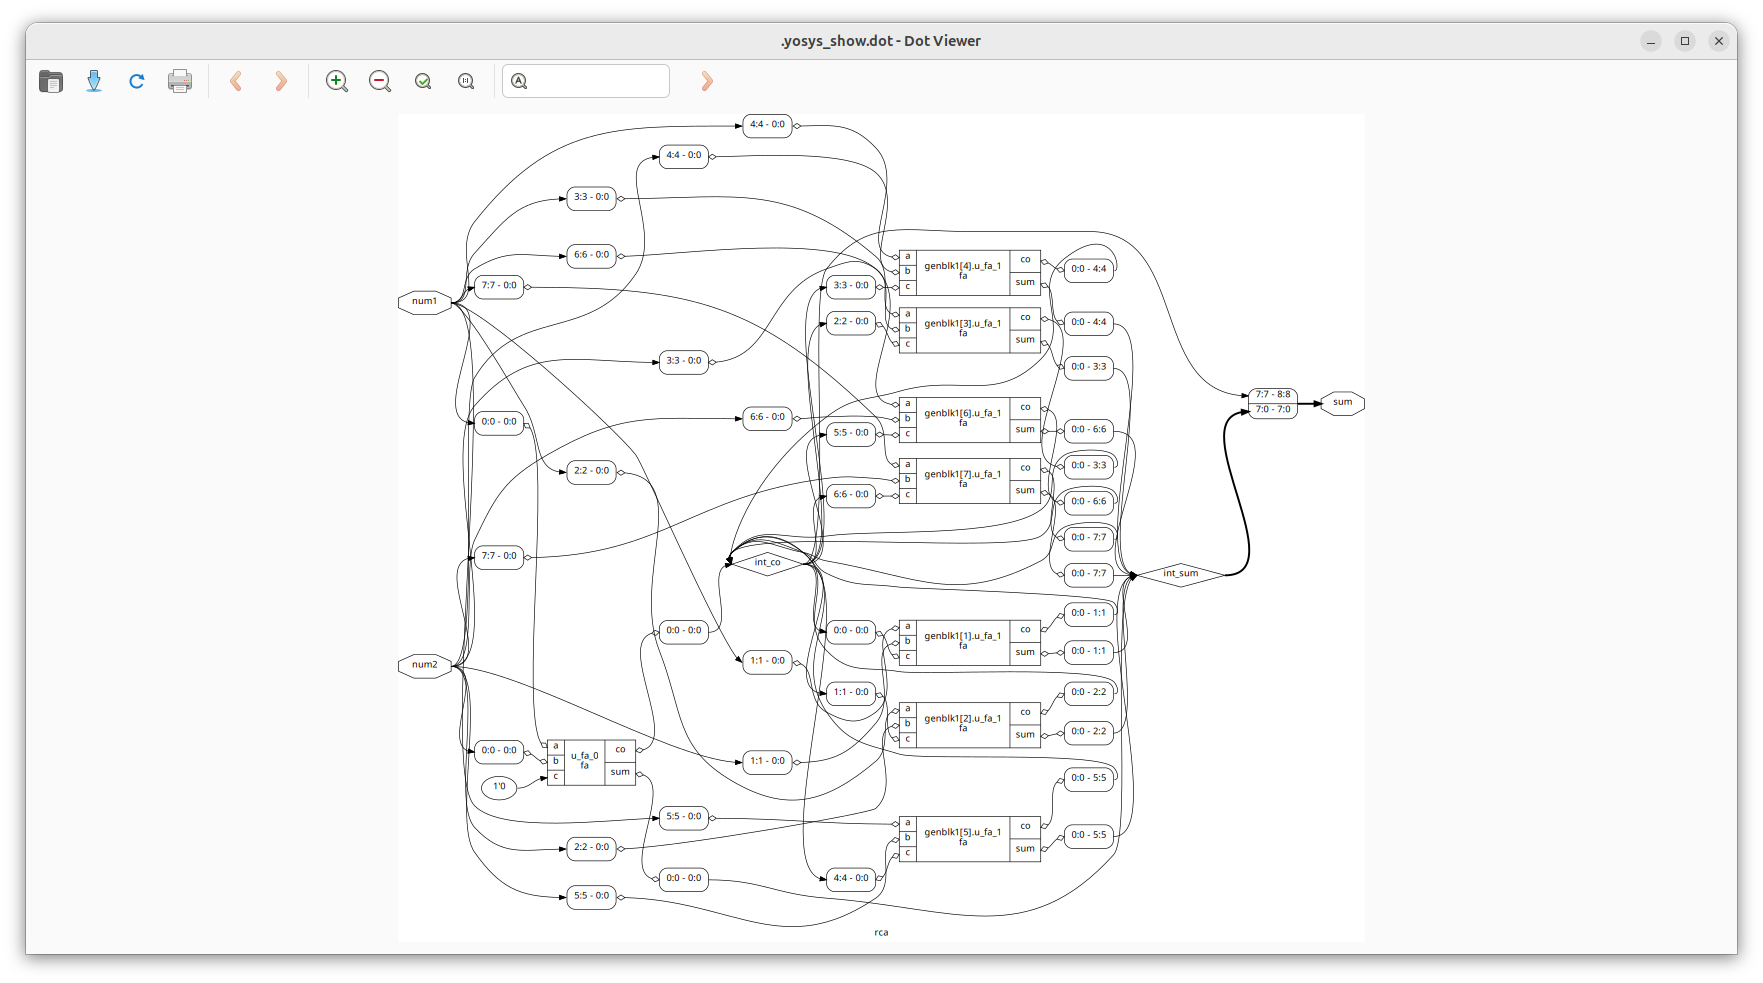 .yosys_show.dot - Dot Viewer
4:4 - 0:0
4:4 - 0:0
3:3 - 0:0
6:6 - 0:0
7:7 - 0:0
num1
3:3 - 0:0
2:2 - 0:0
a
b
c
genblk1[4].u_fa_1
fa
co
sum
0:0 - 4:4
a
b
c
genblk1[3].u_fa_1
fa
co
sum
0:0 - 4:4
3:3 - 0:0
0:0 - 3:3
7:7 - 8:8
7:0 - 7:0
sum
0:0 - 0:0
6:6 - 0:0
5:5 - 0:0
a
b
c
genblk1[6].u_fa_1
fa
co
sum
0:0 - 6:6
2:2 - 0:0
6:6 - 0:0
a
b
c
genblk1[7].u_fa_1
fa
co
sum
0:0 - 3:3
0:0 - 6:6
0:0 - 7:7
7:7 - 0:0
int_co
0:0 - 7:7
int_sum
num2
0:0 - 0:0
1:1 - 0:0
0:0 - 0:0
a
b
c
genblk1[1].u_fa_1
fa
co
sum
0:0 - 1:1
0:0 - 1:1
1:1 - 0:0
a
b
c
genblk1[2].u_fa_1
fa
co
sum
0:0 - 2:2
0:0 - 2:2
0:0 - 0:0
1'0
a
b
c
u_fa_0
fa
co
sum
1:1 - 0:0
0:0 - 5:5
5:5 - 0:0
2:2 - 0:0
a
b
c
genblk1[5].u_fa_1
fa
co
sum
0:0 - 5:5
0:0 - 0:0
4:4 - 0:0
5:5 - 0:0
rca